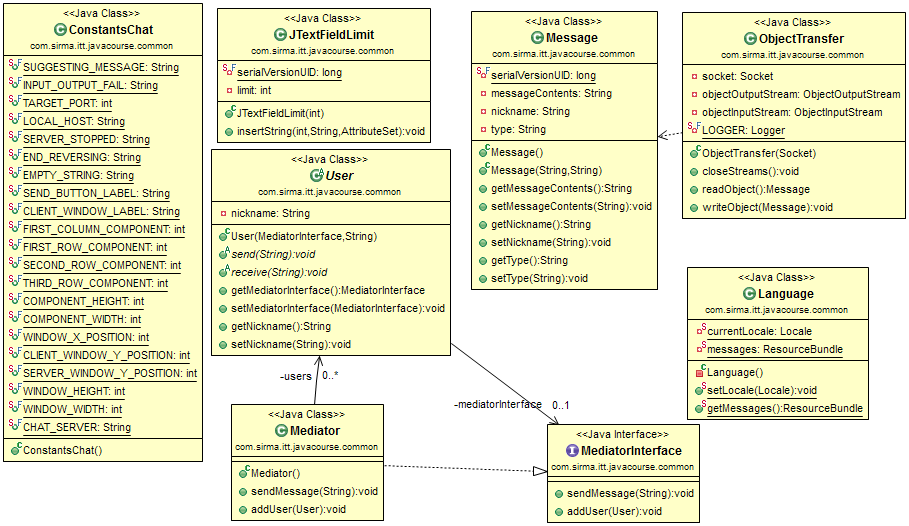 <<Java Class>>
ConstantsChat
com.sirma.itt.javacourse.common
SUGGESTING_MESSAGE: String
INPUT_OUTPUT_FAIL: String
TARGET_PORT: int
LOCAL_HOST: String
SERVER_STOPPED: String
END_REVERSING: String
EMPTY_STRING: String
SEND_BUTTON_LABEL: String
CLIENT_WINDOW_LABEL: String
FIRST_COLUMN_COMPONENT: int
FIRST_ROW_COMPONENT: int
SECOND_ROW_COMPONENT: int
THIRD_ROW_COMPONENT: int
COMPONENT_HEIGHT: int
COMPONENT_WIDTH: int
WINDOW_X_POSITION: int
CLIENT_WINDOW_Y_POSITION: int
SERVER_WINDOW_Y_POSITION: int
WINDOW_HEIGHT: int
WINDOW_WIDTH: int
CHAT_SERVER: String
ConstantsChat()
<<Java Class>>
JTextFieldLimit
com.sirma.itt.javacourse.common
serialVersionUID: long
limit: int
JTextFieldLimit(int)
insertString(int,String,AttributeSet):void
<<Java Class>>
User
com.sirma.itt.javacourse.common
nickname: String
User(MediatorInterface,String)
send(String):void
receive(String):void
getMediatorInterface():MediatorInterface
setMediatorInterface(MediatorInterface):void
getNickname():String
setNickname(String):void
<<Java Class>>
Message
com.sirma.itt.javacourse.common
serialVersionUID: long
messageContents: String
nickname: String
type: String
Message()
Message(String,String)
getMessageContents():String
setMessageContents(String):void
getNickname():String
setNickname(String):void
getType():String
setType(String):void
<<Java Class>>
ObjectTransfer
com.sirma.itt.javacourse.common
socket: Socket
objectOutputStream: ObjectOutputStream
objectInputStream: ObjectInputStream
LOGGER: Logger
ObjectTransfer(Socket)
closeStreams():void
readObject():Message
writeObject(Message):void
<<Java Class>>
Language
com.sirma.itt.javacourse.common
currentLocale: Locale
messages: ResourceBundle
Language()
setLocale(Locale):void
getMessages():ResourceBundle
-users 0..*
-mediatorInterface 0..1
<<Java Class>>
Mediator
com.sirma.itt.javacourse.common
Mediator()
sendMessage(String):void
addUser(User):void
<<Java Interface>>
MediatorInterface
com.sirma.itt.javacourse.common
sendMessage(String):void
addUser(User):void